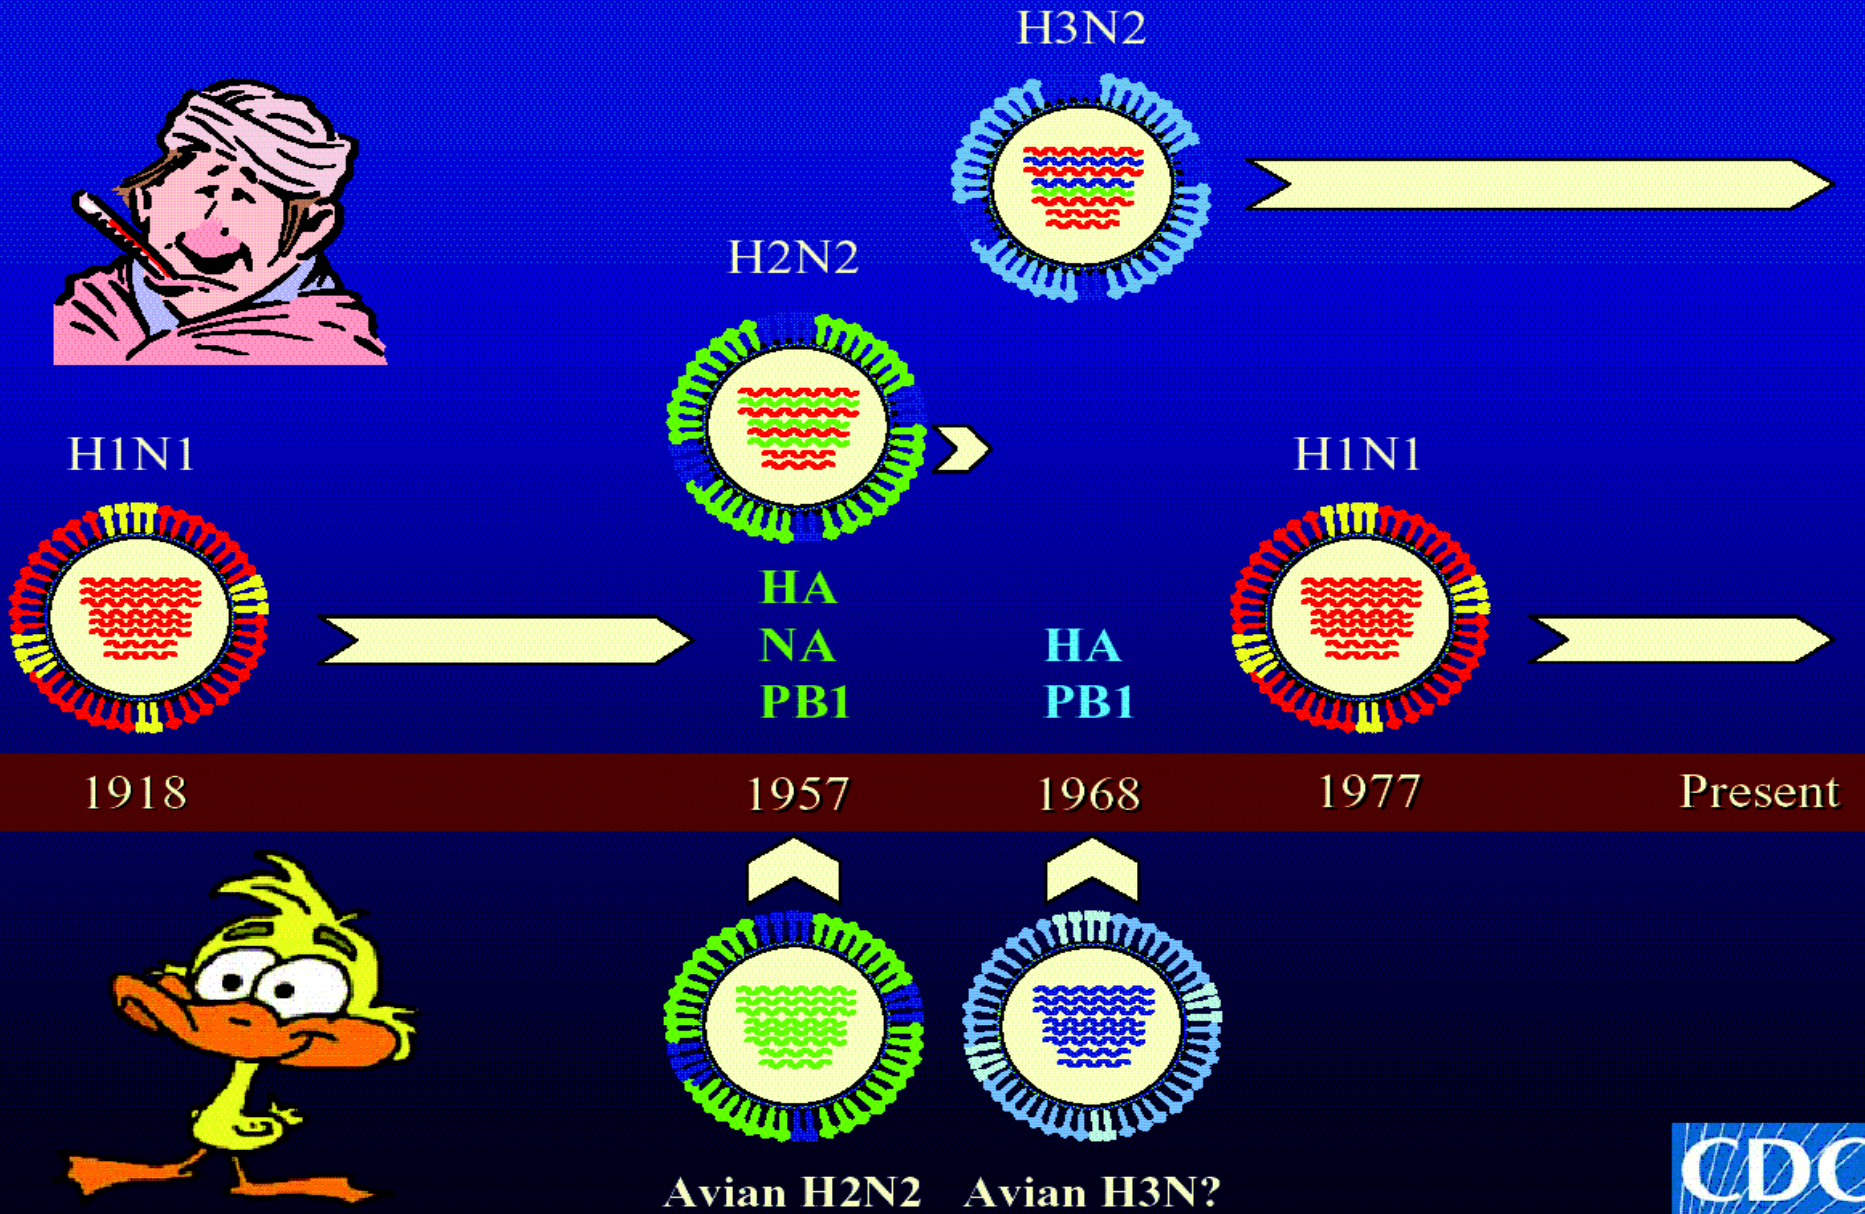 H3N2
H2N2
H1N1
H1N1
HA
NA
PB1
HA
PB1
1918 1957 1968 1977 Present
Avian H2N2 Avian H3N?
CDC